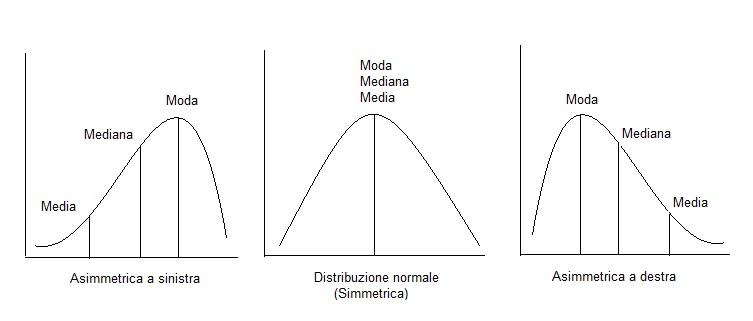 Media
Mediana
Moda
Asimmetrica a sinistra
Moda
Mediana
Media
Distribuzione normale
(Simmetrica)
Moda
Mediana
Media
Asimmetrica a destra